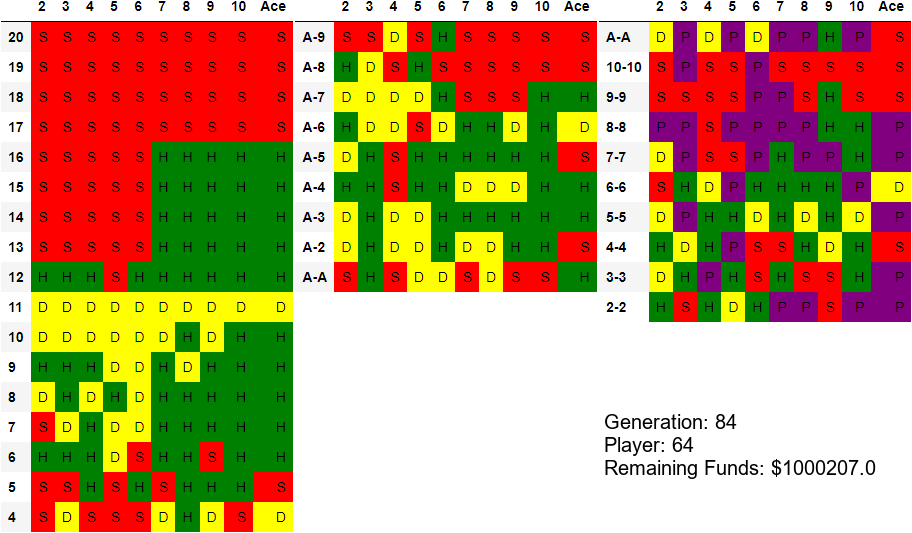 2 3 4 5 6 7 8 9 10 Ace
20 S S S S S S S S S S
19 S S S S S S S S S S
18 S S S S S S S S S S
17 S S S S S S S S S S
16 S S S S S H H H H H
15 S S S S S H H H H H
14 S S S S S H H H H H
13 S S S S S H H H H H
12 H H H S H H H H H H
11 D D D D D D D D D D
10 D D D D D D H D H H
9 H H H D D H D H H H
8 D H D H D H H H H H
7 S D H D D H H H H H
6 H H H D S H H S H H
5 S S H S H S H H H S
4 S D S S S D H D S D
2 3 4 5 6 7 8 9 10 Ace
A-9 S S D S H S S S S S
A-8 H D S H S S S S S S
A-7 D D D D H S S S H H
A-6 H D D S D H H D H D
A-5 D H S H H H H H H S
A-4 H H S H H D D D H H
A-3 D H D D H H H H H H
A-2 D H D D H D D H H S
A-A S H S D D S D S S H
2 3 4 5 6 7 8 9 10 Ace
A-A D P D P D P P H P S
10-10 S P S S P S S S S S
9-9 S S S S P P S H S S
8-8 P P S P P P P H H P
7-7 D P S S P H P P H P
6-6 S H D P H H H H P D
5-5 D P H H D H D H D P
4-4 H D H P S S H D H S
3-3 D H P H S H S S H P
2-2 H S H D H P P S P P
Generation: 84
Player: 64
Remaining Funds: $1000207.0